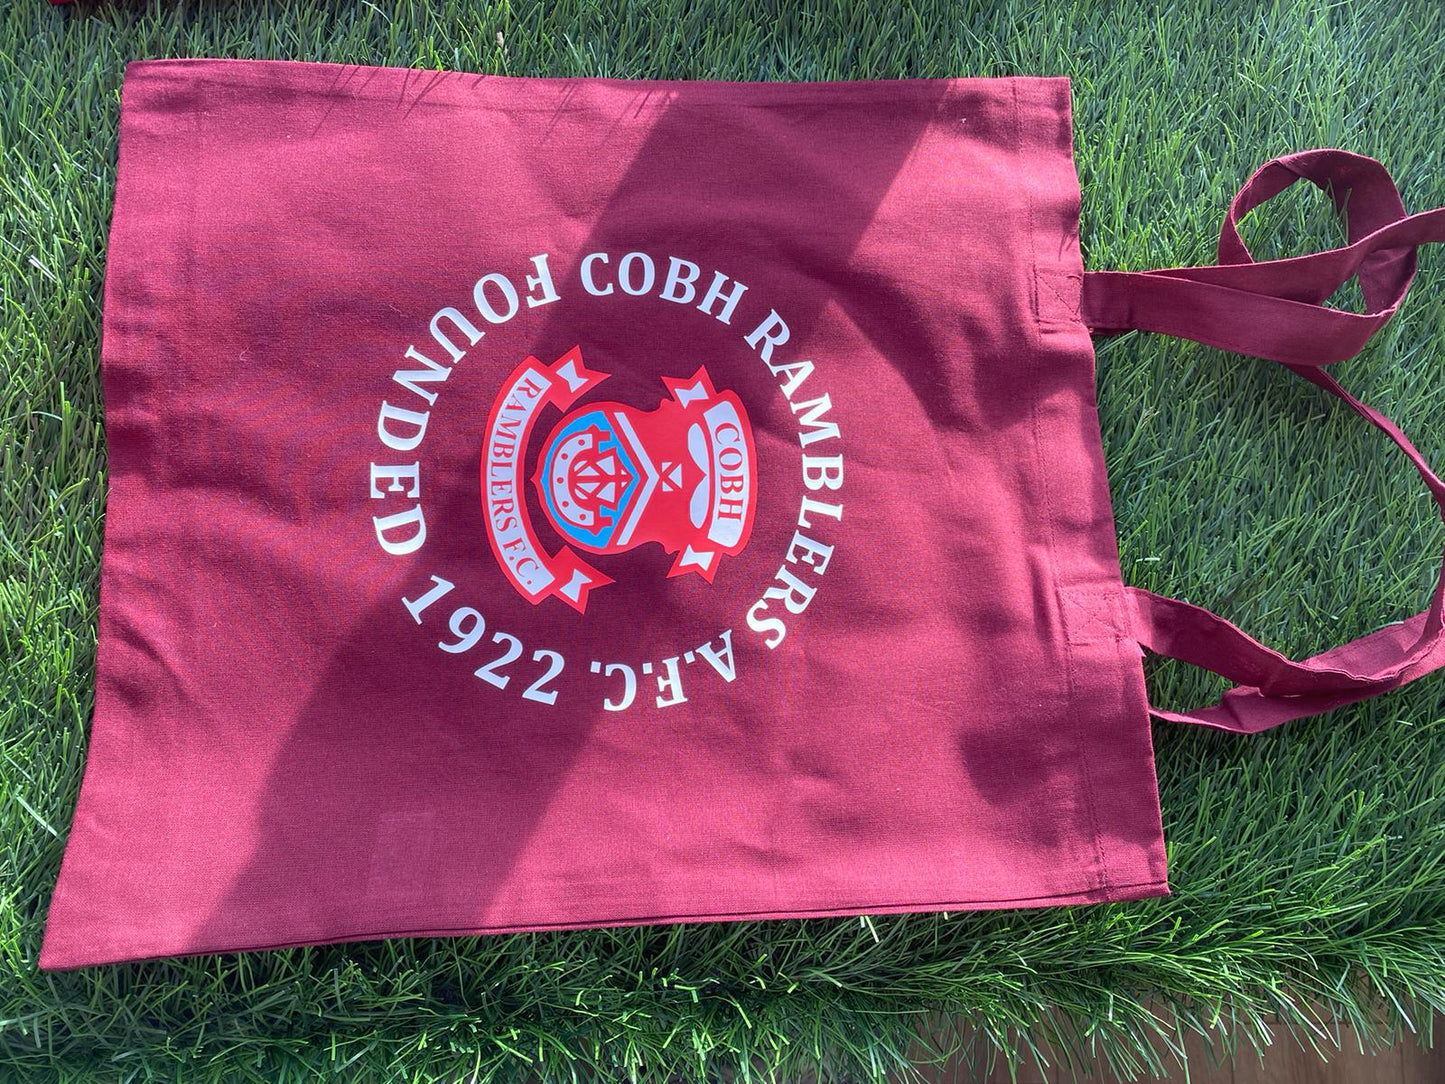 COBH RAMBLERS A.F.C. 1922 FOUNDED
COBH
RAMBLERS F.C.